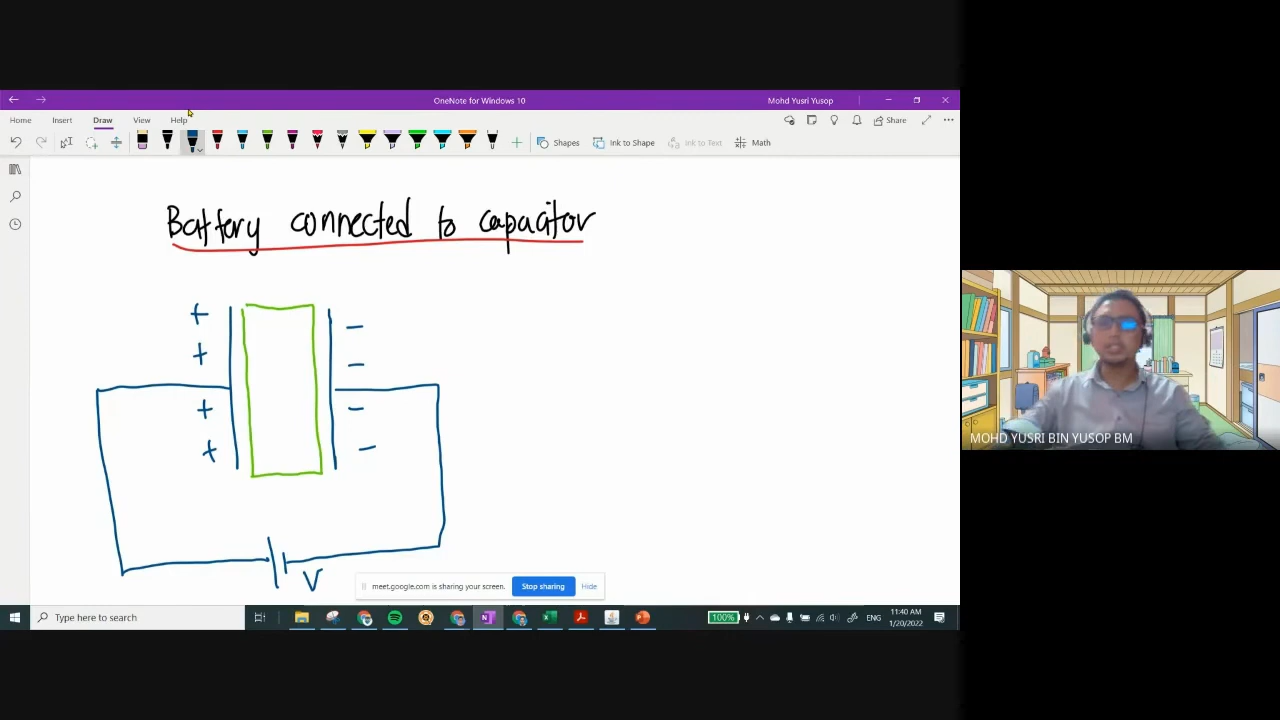 OneNote for Windows 10
Mohd Yusri Yusop
Home Insert Draw View Help
Share
Shapes
Ink to Shape
Ink to Text
Math
Battery connected to capacitor
+ −
+ −
+ −
+ −
V
meet.google.com is sharing your screen.
Stop sharing
Hide
MOHD YUSRI BIN YUSOP BM
Type here to search
100%
ENG
11:40 AM
1/20/2022